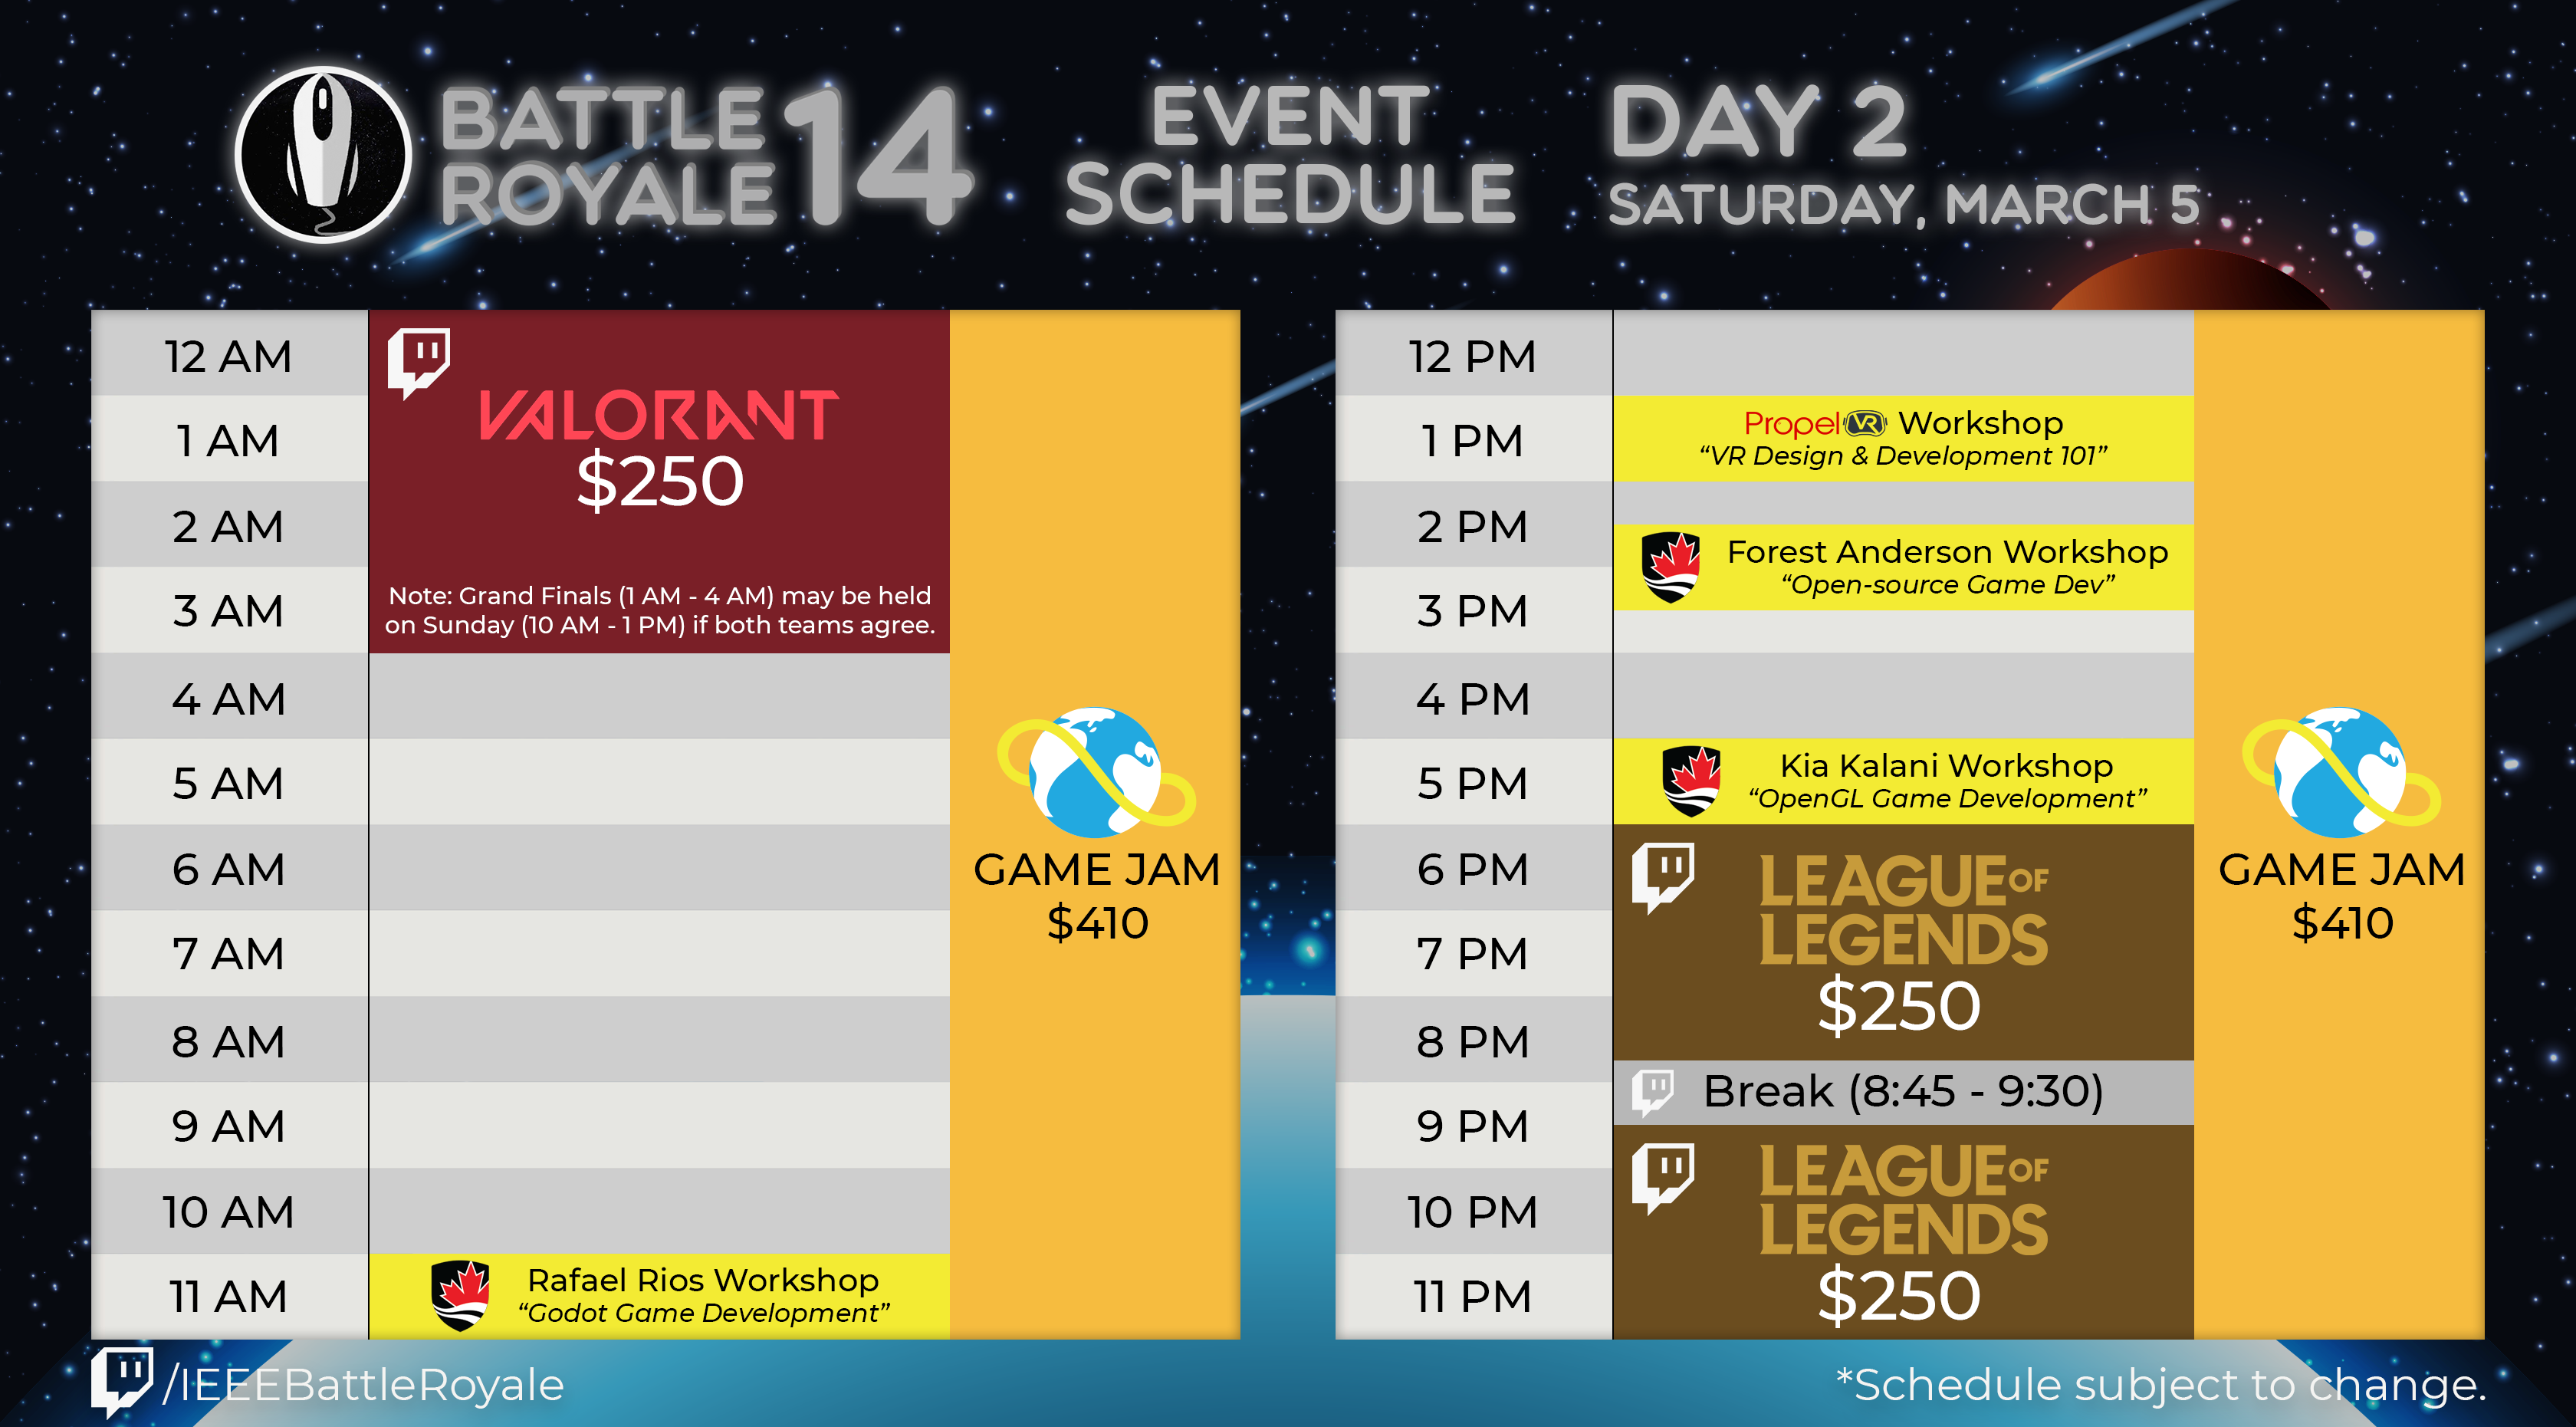 BATTLE
ROYALE 14
EVENT
SCHEDULE
DAY 2
SATURDAY, MARCH 5
12 AM
1 AM
2 AM
3 AM
4 AM
5 AM
6 AM
7 AM
8 AM
9 AM
10 AM
11 AM
VALORANT
$250
Note: Grand Finals (1 AM - 4 AM) may be held
on Sunday (10 AM - 1 PM) if both teams agree.
Rafael Rios Workshop
“Godot Game Development”
GAME JAM
$410
12 PM
1 PM
2 PM
3 PM
4 PM
5 PM
6 PM
7 PM
8 PM
9 PM
10 PM
11 PM
Propel VR Workshop
“VR Design & Development 101”
Forest Anderson Workshop
“Open-source Game Dev”
Kia Kalani Workshop
“OpenGL Game Development”
LEAGUE OF
LEGENDS
$250
Break (8:45 - 9:30)
LEAGUE OF
LEGENDS
$250
GAME JAM
$410
/IEEEBattleRoyale
*Schedule subject to change.